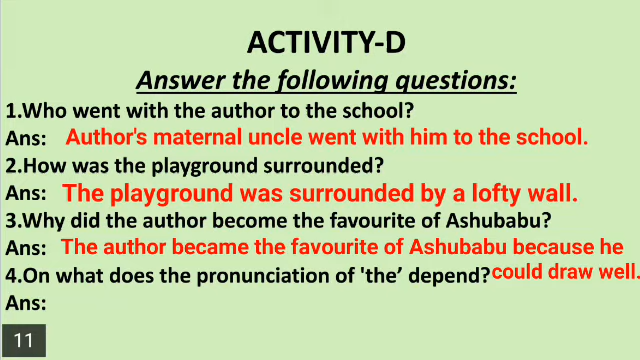 ACTIVITY-D
Answer the following questions:
1.Who went with the author to the school?
Ans: Author's maternal uncle went with him to the school.
2.How was the playground surrounded?
Ans: The playground was surrounded by a lofty wall.
3.Why did the author become the favourite of Ashubabu?
Ans: The author became the favourite of Ashubabu because he
4.On what does the pronunciation of 'the’ depend? could draw well.
Ans:
11